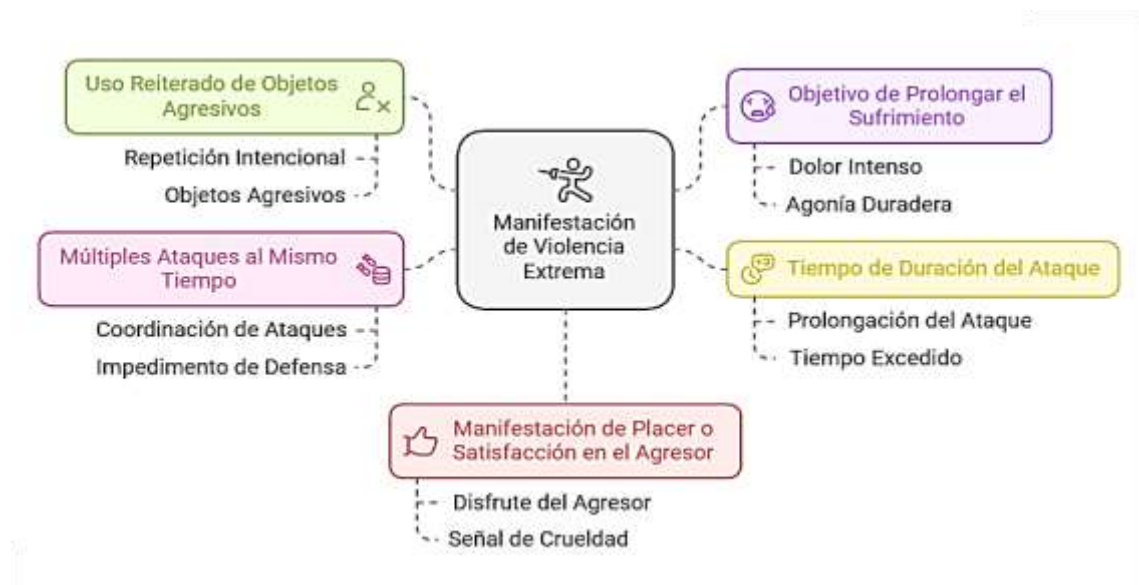 Uso Reiterado de Objetos
Agresivos
Repetición Intencional
Objetos Agresivos
Múltiples Ataques al Mismo
Tiempo
Coordinación de Ataques
Impedimento de Defensa
Manifestación
de Violencia
Extrema
Objetivo de Prolongar el
Sufrimiento
Dolor Intenso
Agonía Duradera
Tiempo de Duración del Ataque
Prolongación del Ataque
Tiempo Excedido
Manifestación de Placer o
Satisfacción en el Agresor
Disfrute del Agresor
Señal de Crueldad